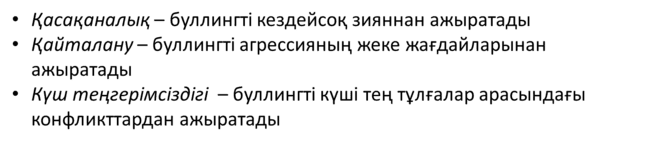 • Қасақаналық – буллингті кездейсоқ зияннан ажыратады
• Қайталану – буллингті агрессияның жеке жағдайларынан
ажыратады
• Күш теңгерімсіздігі – буллингті күші тең тұлғалар арасындағы
конфликттардан ажыратады